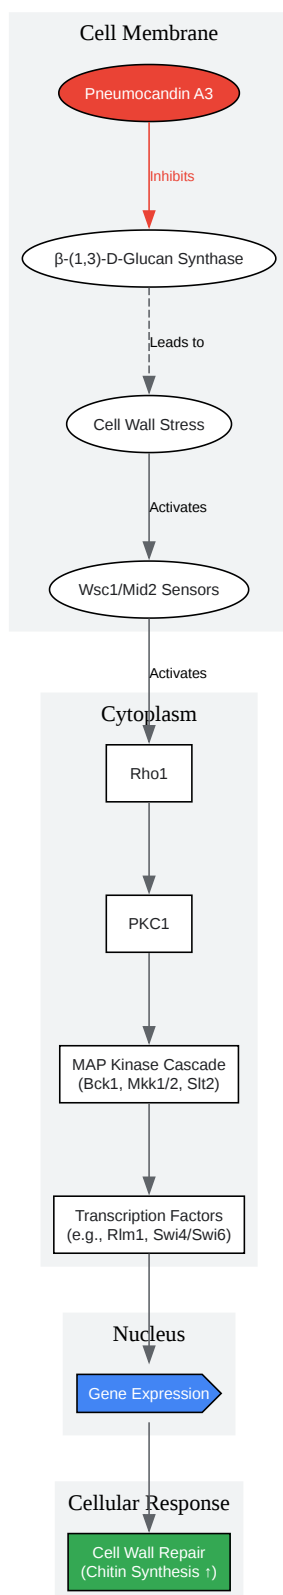 Cell Membrane
Pneumocandin A3
Inhibits
β-(1,3)-D-Glucan Synthase
Leads to
Cell Wall Stress
Activates
Wsc1/Mid2 Sensors
Activates
Cytoplasm
Rho1
PKC1
MAP Kinase Cascade
(Bck1, Mkk1/2, Slt2)
Transcription Factors
(e.g., Rlm1, Swi4/Swi6)
Nucleus
Gene Expression
Cellular Response
Cell Wall Repair
(Chitin Synthesis ↑)